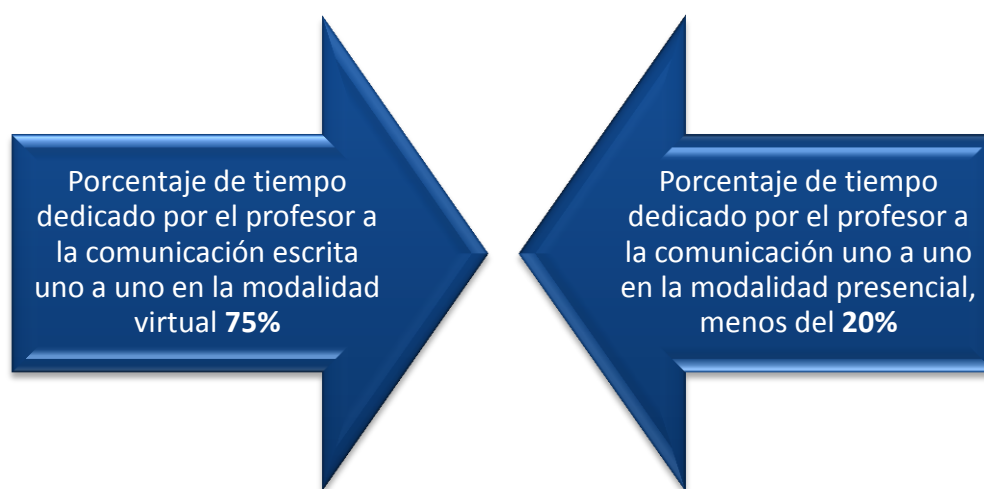 Porcentaje de tiempo
dedicado por el profesor a
la comunicación escrita
uno a uno en la modalidad
virtual 75%
Porcentaje de tiempo
dedicado por el profesor a
la comunicación uno a uno
en la modalidad presencial,
menos del 20%